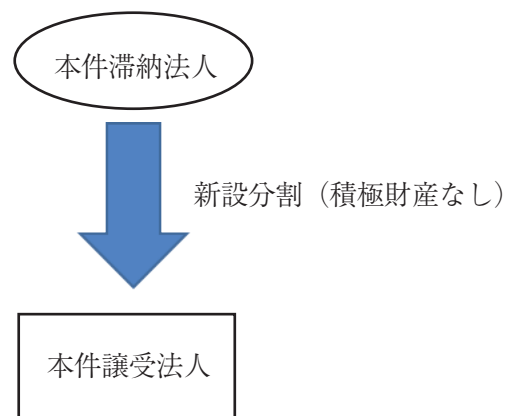 本件滞納法人
新設分割（積極財産なし）
本件譲受法人